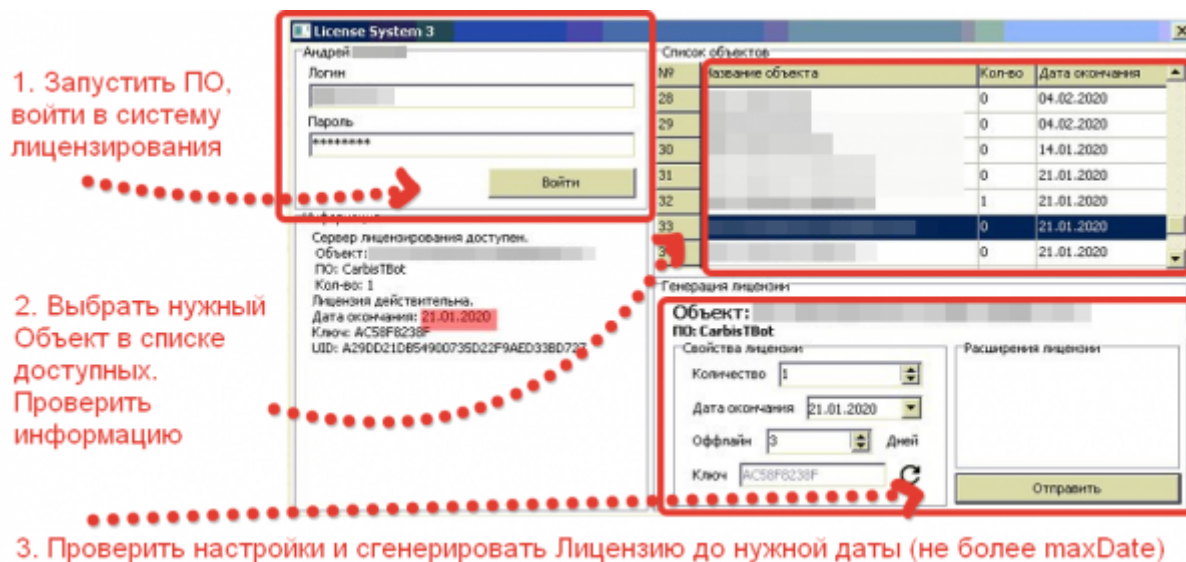 License System 3
1. Запустить ПО,
войти в систему
лицензирования
Андрей
Логин
Пароль
********
Войти
Информация
Сервер лицензирования доступен.
Объект:
ПО: CarbisTBot
Кол-во: 1
Лицензия действительна.
Дата окончания: 21.01.2020
Ключ: AC58F8238F
UID: A29DD21DB54900735D22F9AED33BD727
2. Выбрать нужный
Объект в списке
доступных.
Проверить
информацию
Список объектов
№ Название объекта Кол-во Дата окончания
28 0 04.02.2020
29 0 04.02.2020
30 0 14.01.2020
31 0 21.01.2020
32 1 21.01.2020
33 0 21.01.2020
0 21.01.2020
Генерация лицензии
Объект:
ПО: CarbisTBot
Свойства лицензии
Количество 1
Дата окончания 21.01.2020
Оффлайн 3 Дней
Ключ AC58F8238F
Расширения лицензии
Отправить
3. Проверить настройки и сгенерировать Лицензию до нужной даты (не более maxDate)